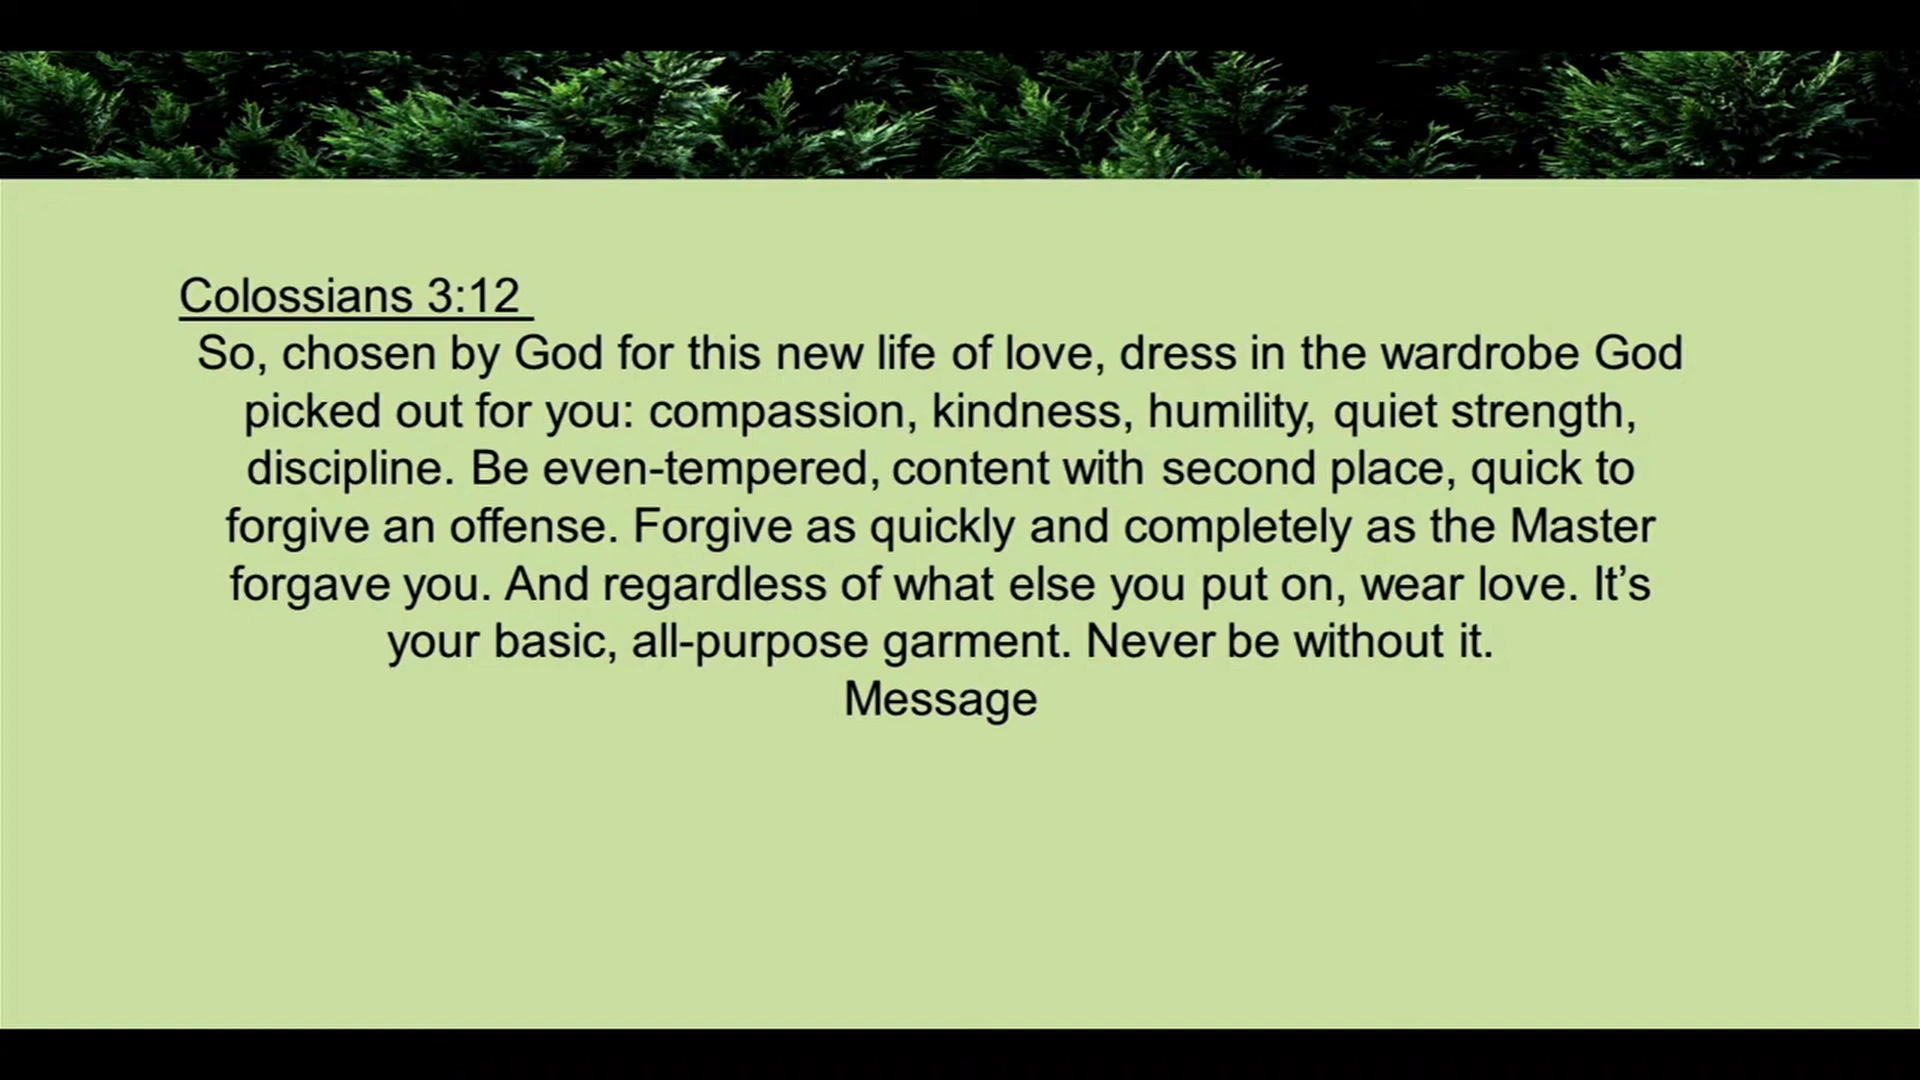 Colossians 3:12
So, chosen by God for this new life of love, dress in the wardrobe God
picked out for you: compassion, kindness, humility, quiet strength,
discipline. Be even-tempered, content with second place, quick to
forgive an offense. Forgive as quickly and completely as the Master
forgave you. And regardless of what else you put on, wear love. It’s
your basic, all-purpose garment. Never be without it.
Message